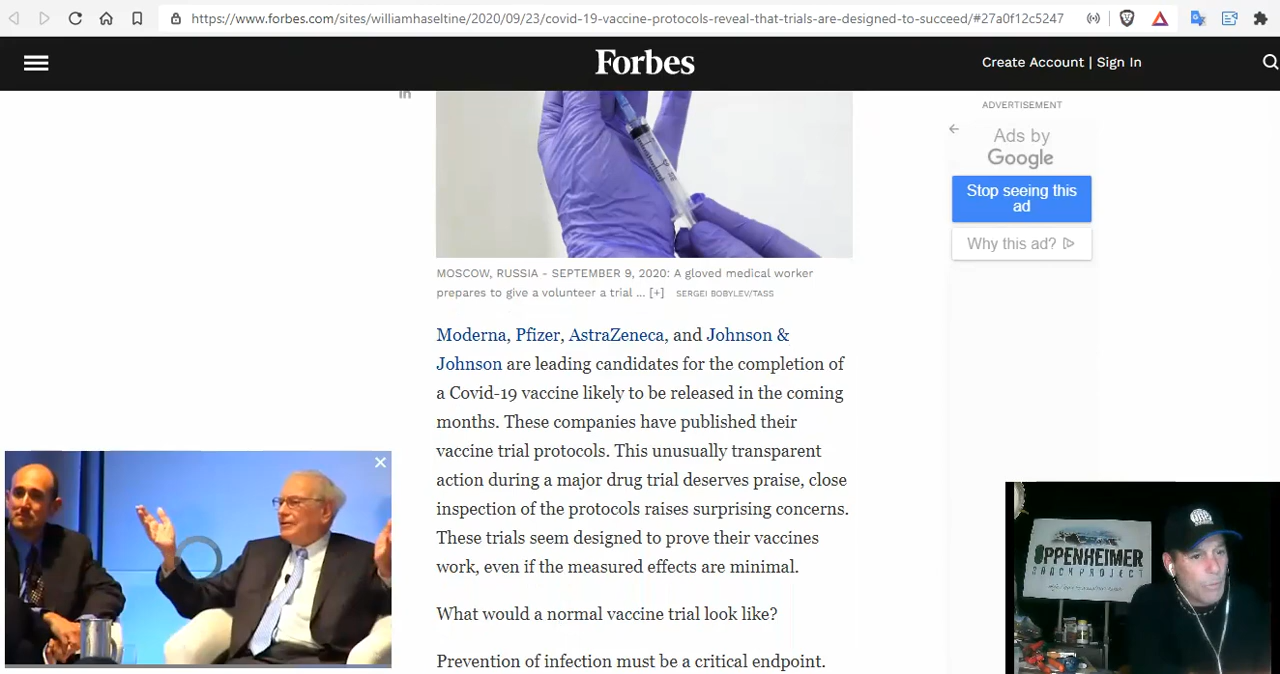 https://www.forbes.com/sites/williamhaseltine/2020/09/23/covid-19-vaccine-protocols-reveal-that-trials-are-designed-to-succeed/#27a0f12c5247
Forbes
Create Account | Sign In
in
ADVERTISEMENT
Ads by
Google
Stop seeing this
ad
Why this ad?
MOSCOW, RUSSIA - SEPTEMBER 9, 2020: A gloved medical worker
prepares to give a volunteer a trial ... [+] SERGEI BOBYLEV/TASS
Moderna, Pfizer, AstraZeneca, and Johnson &
Johnson are leading candidates for the completion of
a Covid-19 vaccine likely to be released in the coming
months. These companies have published their
vaccine trial protocols. This unusually transparent
action during a major drug trial deserves praise, close
inspection of the protocols raises surprising concerns.
These trials seem designed to prove their vaccines
work, even if the measured effects are minimal.
What would a normal vaccine trial look like?
Prevention of infection must be a critical endpoint.
OPPENHEIMER